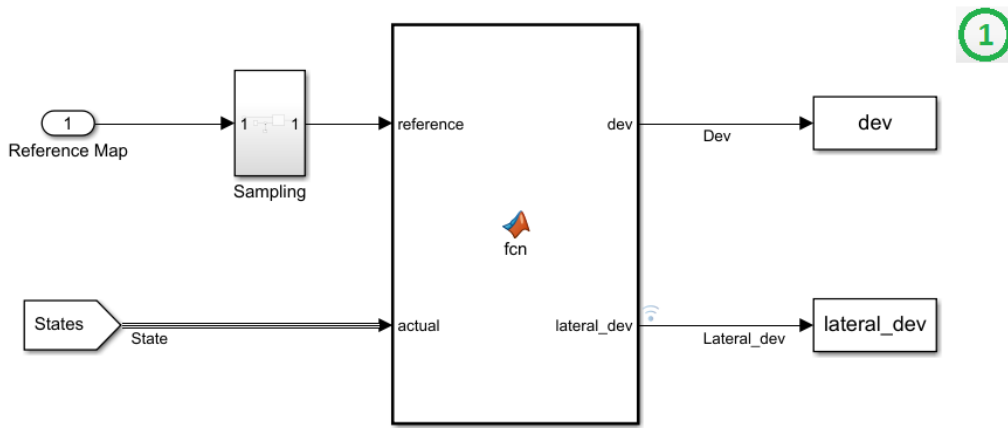 1
1
Reference Map
1 1
Sampling
reference
dev
Dev
dev
fcn
States
State
actual
lateral_dev
Lateral_dev
lateral_dev